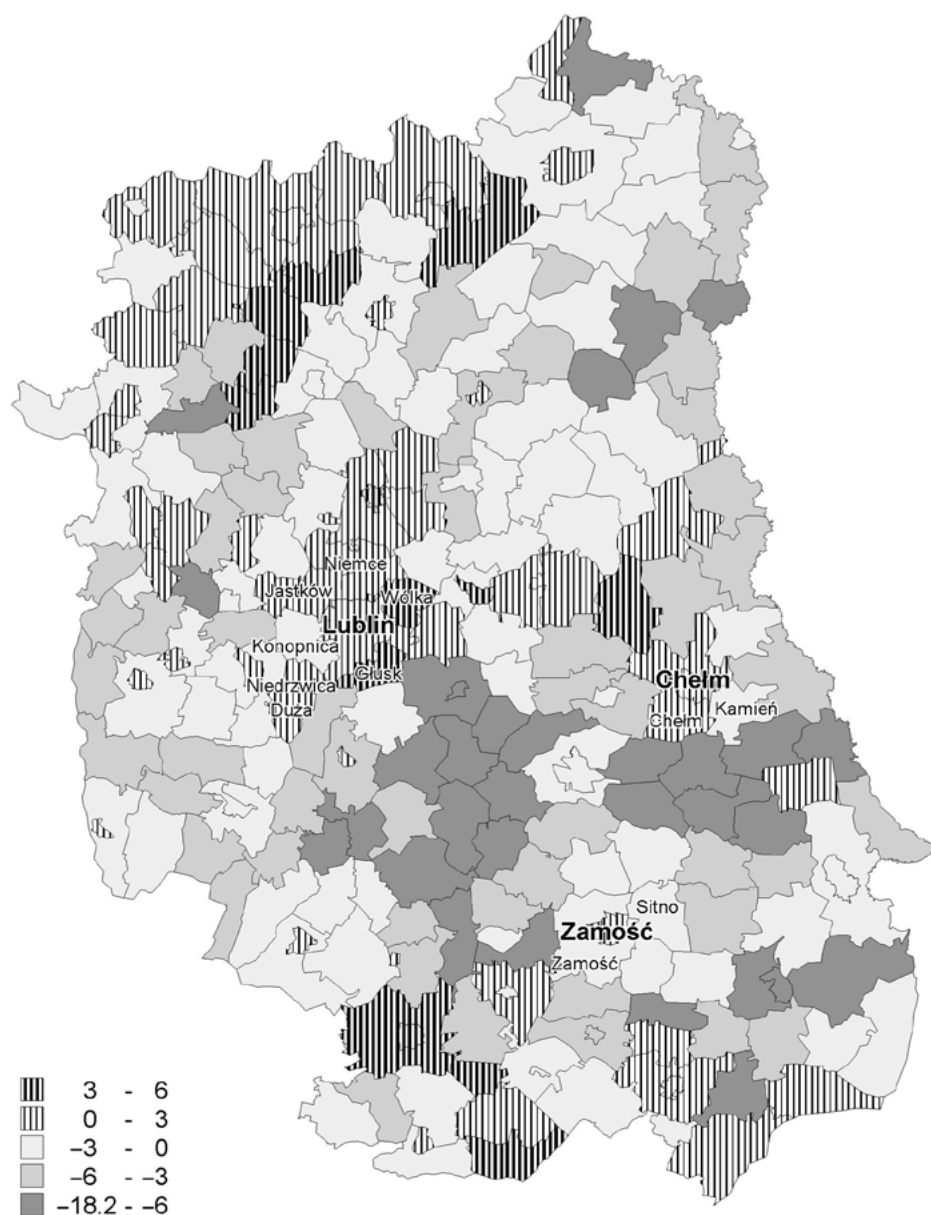 Niemce
Jastków
Wólka
Lublin
Konopnica
Głusk
Niedrzwica
Duża
Chełm
Kamień
Chełm
Sitno
Zamość
Zamość
3 - 6
0 - 3
–3 - 0
–6 - –3
–18.2 - –6